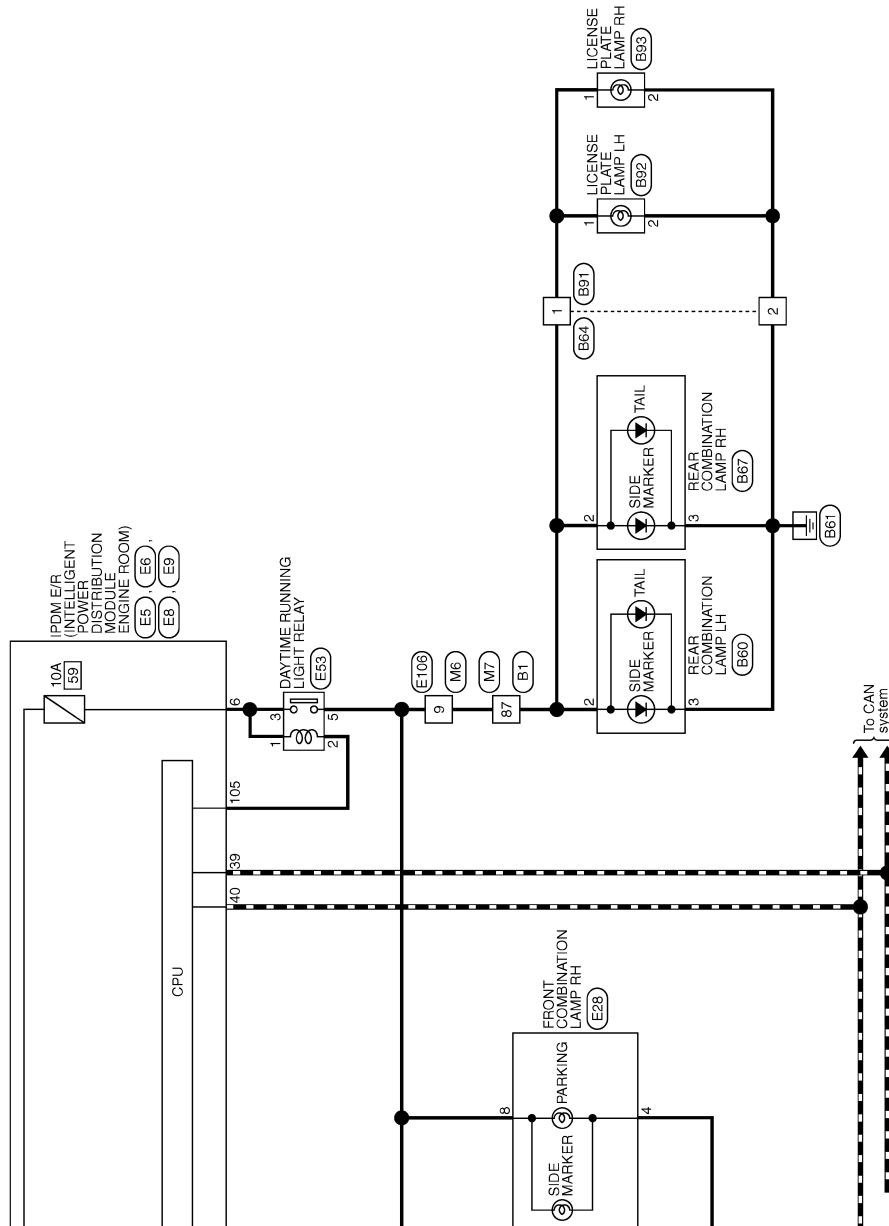 LICENSE
PLATE
LAMP RH
B93
1
2
LICENSE
PLATE
LAMP LH
B92
1
2
1
B91
B64
2
TAIL
SIDE
MARKER
2
3
REAR
COMBINATION
LAMP RH
B67
B61
TAIL
SIDE
MARKER
2
3
REAR
COMBINATION
LAMP LH
B60
IPDM E/R
(INTELLIGENT
POWER
DISTRIBUTION
MODULE
ENGINE ROOM)
E5 , E6 ,
E8 , E9
10A
59
6
DAYTIME RUNNING
LIGHT RELAY
E53
3
5
1
2
E106
M6
9
M7
B1
87
105
39
40
CPU
To CAN
system
FRONT
COMBINATION
LAMP RH
E28
8
PARKING
4
SIDE
MARKER